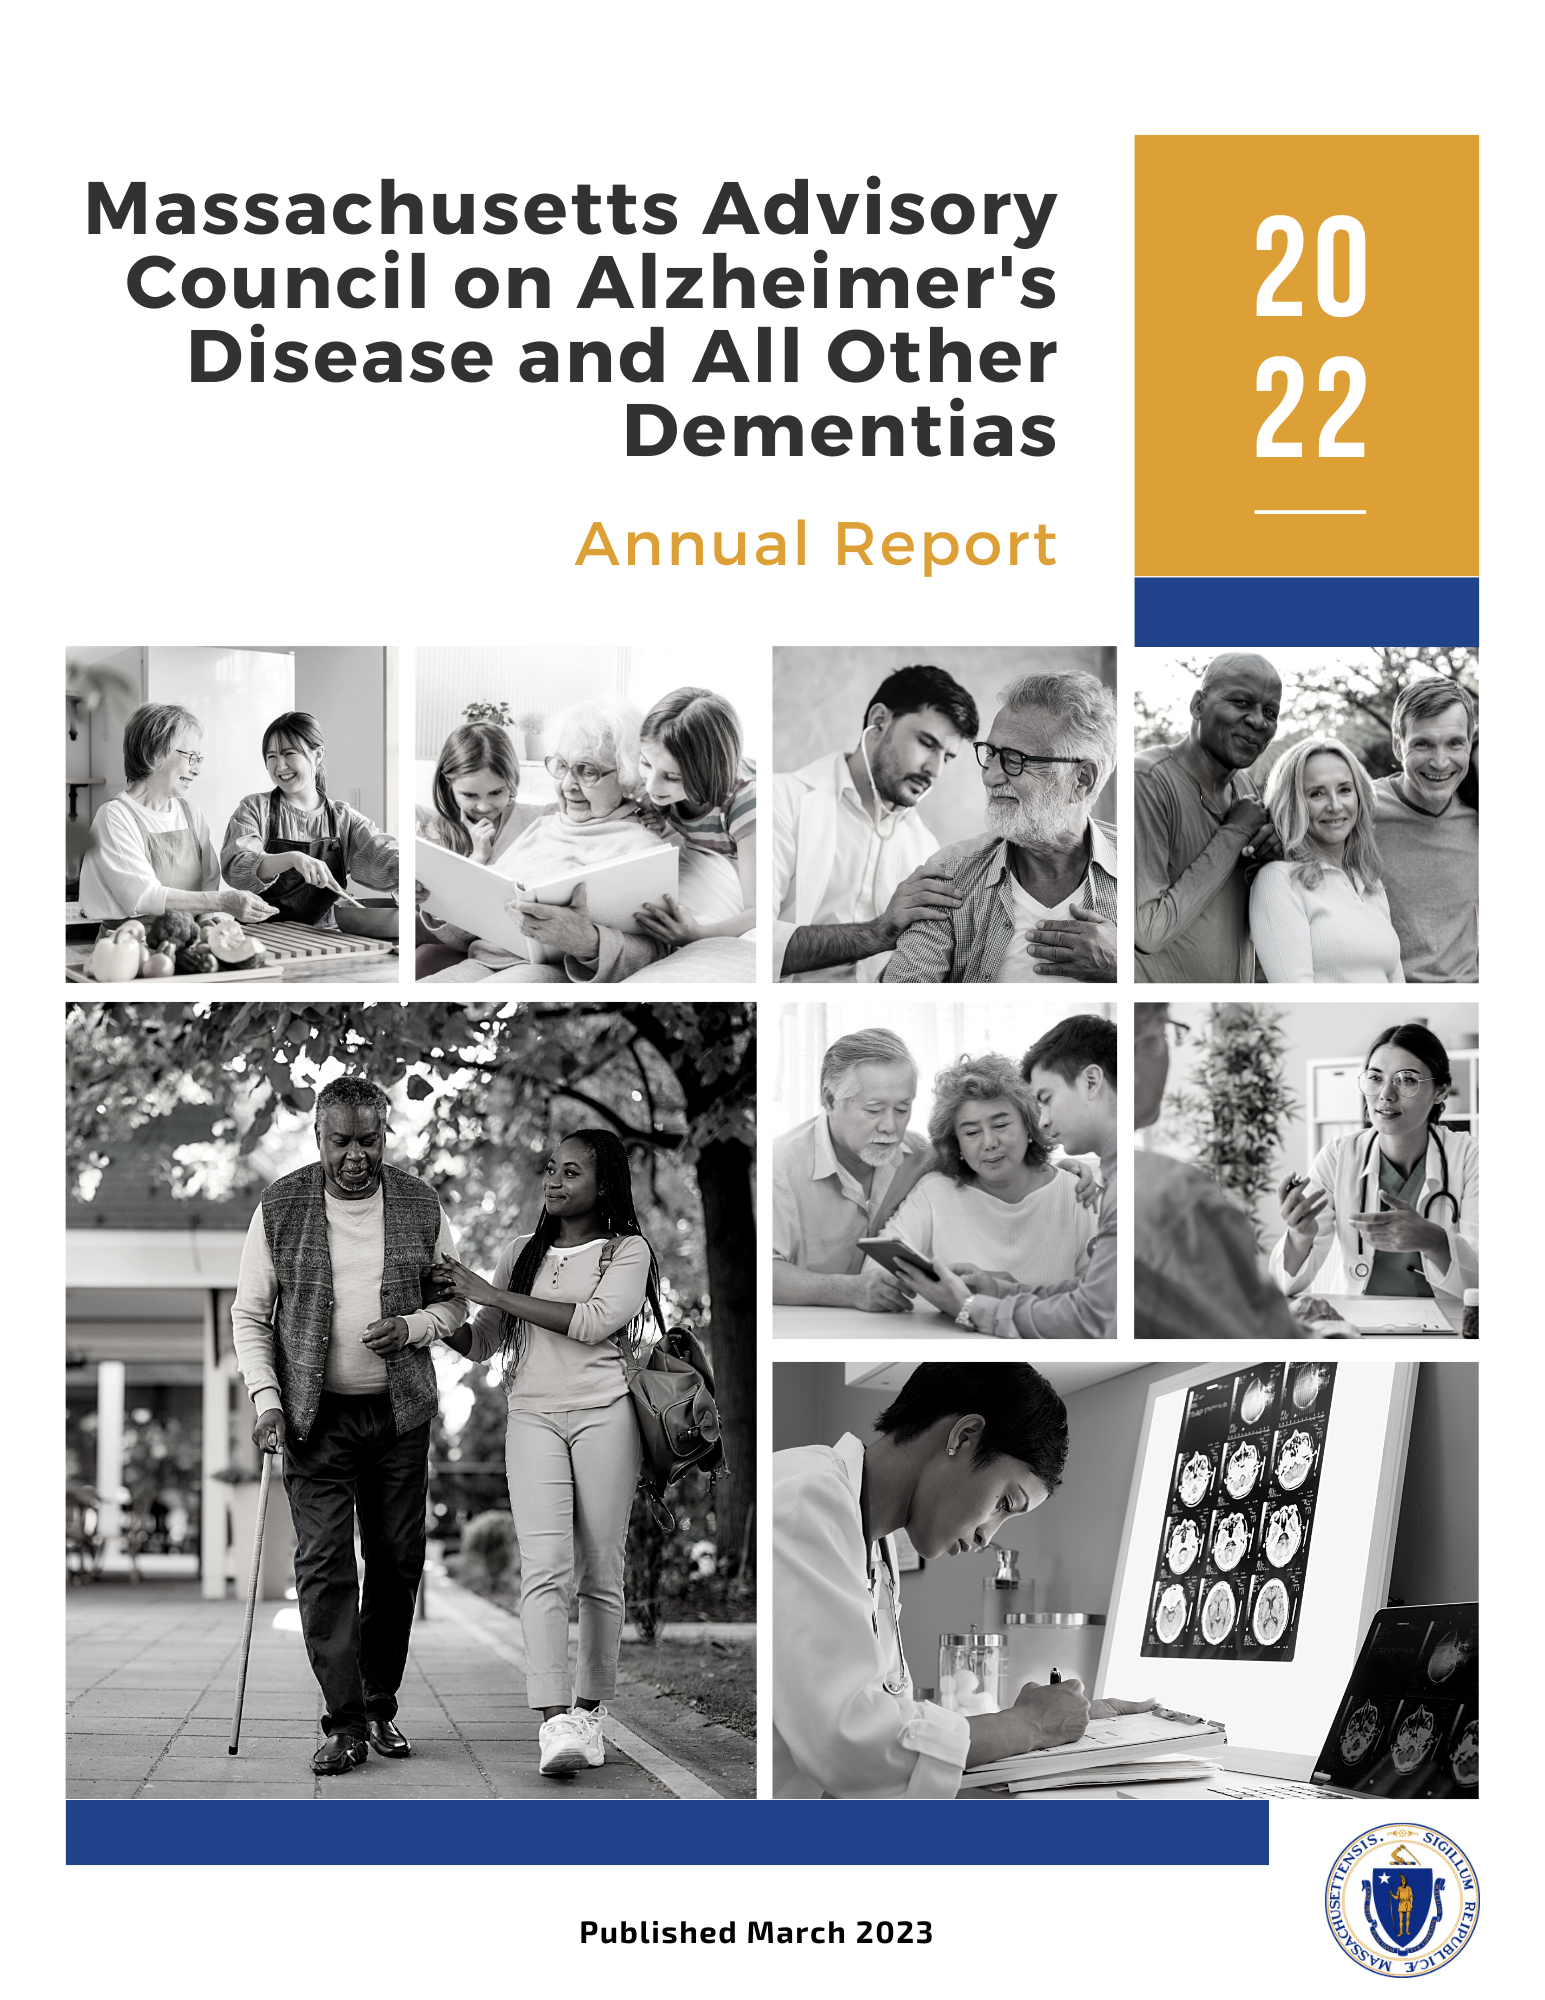 Massachusetts Advisory
Council on Alzheimer's
Disease and All Other
Dementias
Annual Report
20
22
Published March 2023
SIGILLUM REIPUBLICÆ MASSACHUSETTENSIS.